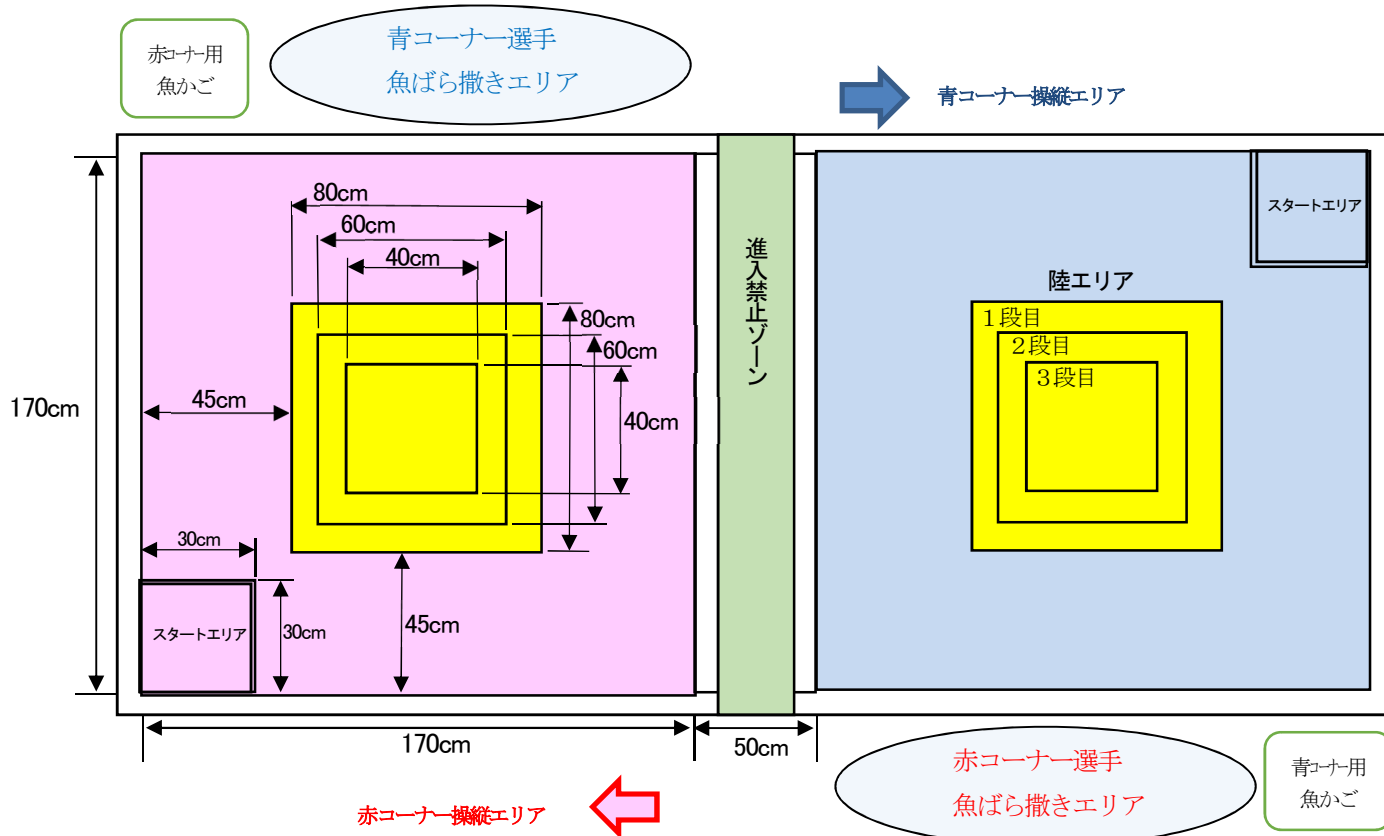 赤コーナー用
魚かご
青コーナー選手
魚ばら撒きエリア
青コーナー操縦エリア
80cm
60cm
40cm
80cm
60cm
40cm
45cm
170cm
30cm
スタートエリア
30cm
45cm
進入禁止ゾーン
スタートエリア
陸エリア
1段目
2段目
3段目
170cm
50cm
赤コーナー操縦エリア
赤コーナー選手
魚ばら撒きエリア
青コーナー用
魚かご